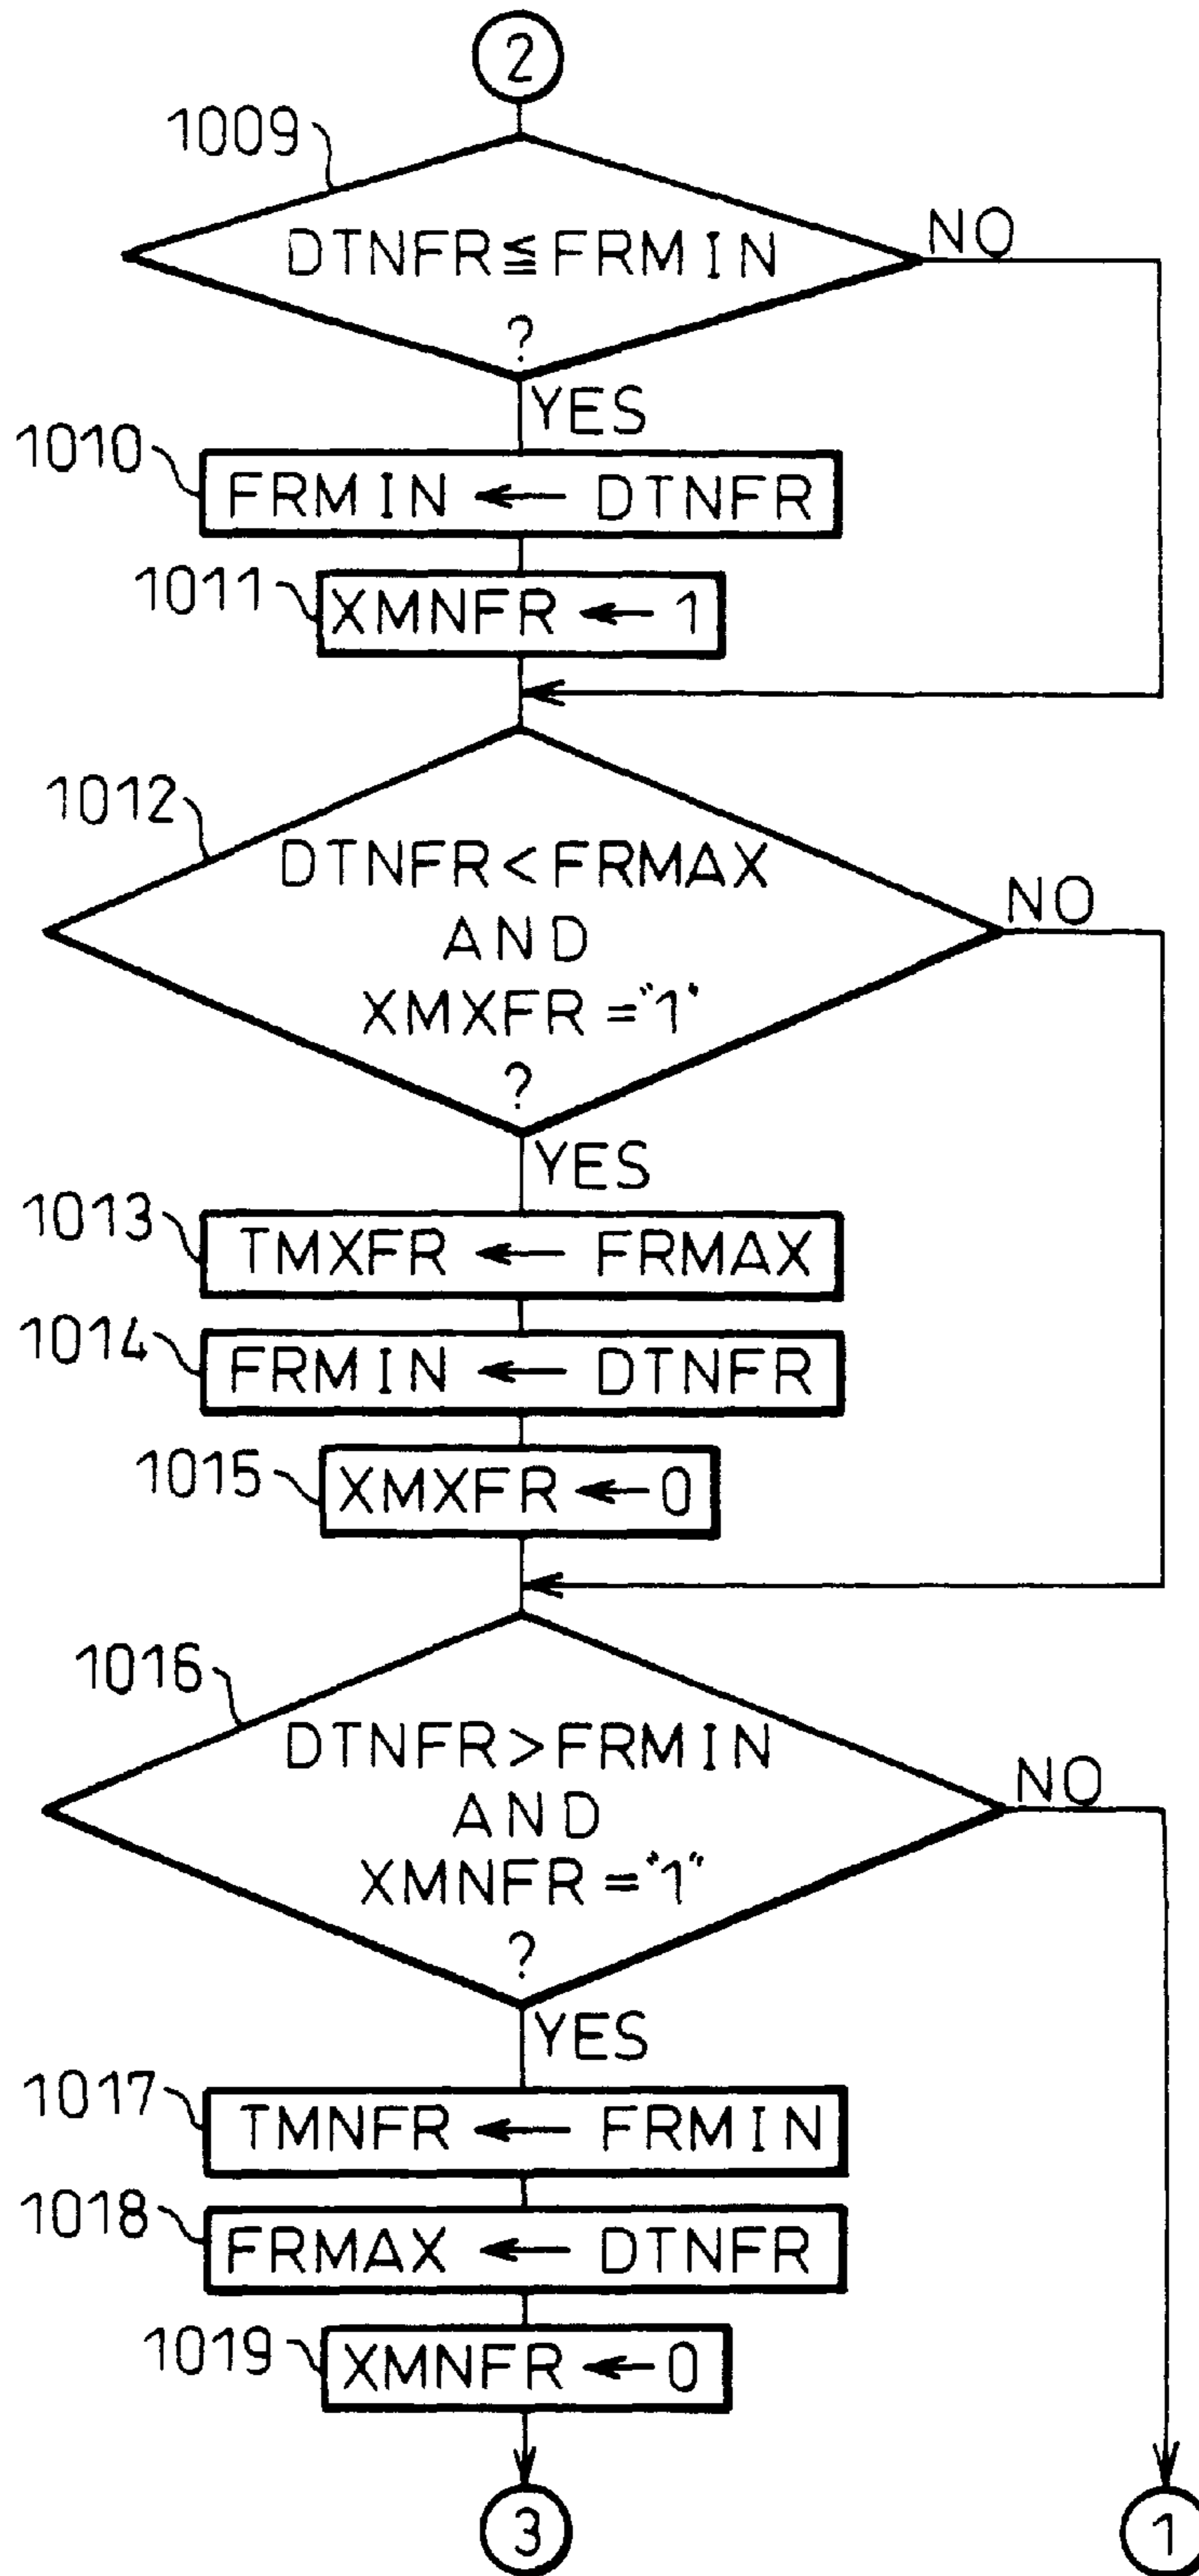 2
1009
DTNFR≦FRMIN
?
NO
YES
1010
FRMIN ← DTNFR
1011
XMNFR ← 1
1012
DTNFR<FRMAX
AND
XMXFR="1"
?
NO
YES
1013
TMXFR ← FRMAX
1014
FRMIN ← DTNFR
1015
XMXFR ← 0
1016
DTNFR>FRMIN
AND
XMNFR="1"
?
NO
YES
1017
TMNFR ← FRMIN
1018
FRMAX ← DTNFR
1019
XMNFR ← 0
3
1